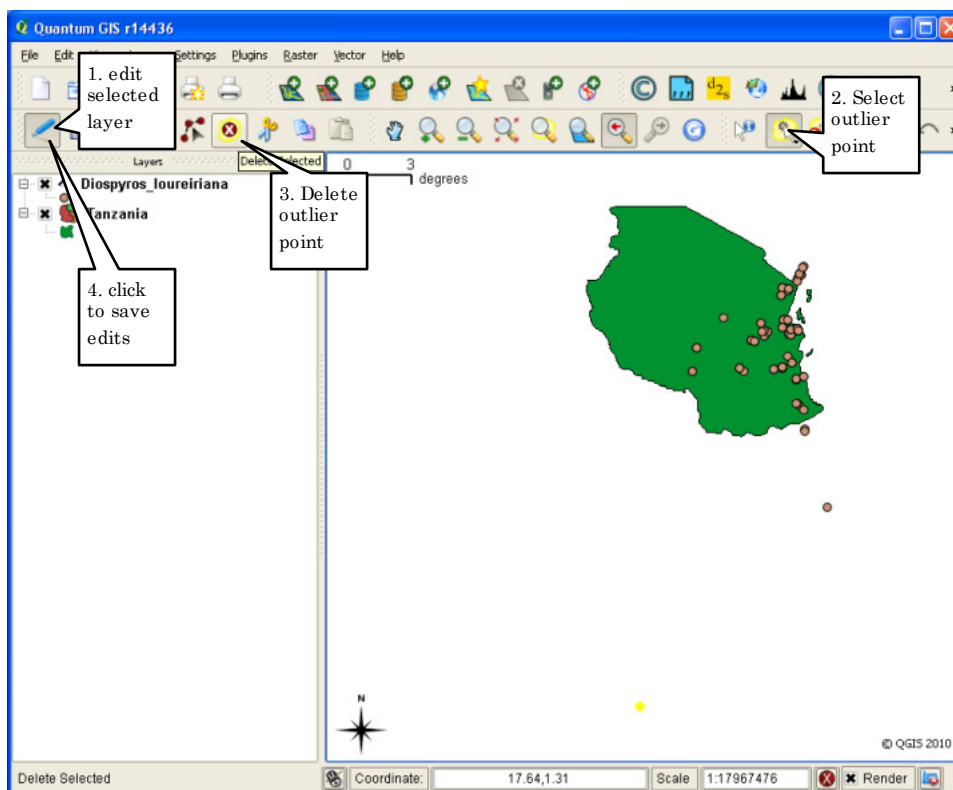 Quantum GIS r14436
File Edit Settings Plugins Raster Vector Help
1. edit
selected
layer
2. Select
outlier
point
Layers
Delete Selected
0 3
degrees
Diospyros_loureiriana
Tanzania
3. Delete
outlier
point
4. click
to save
edits
N
© QGIS 2010
Delete Selected
Coordinate: 17.64,1.31 Scale 1:17967476 Render